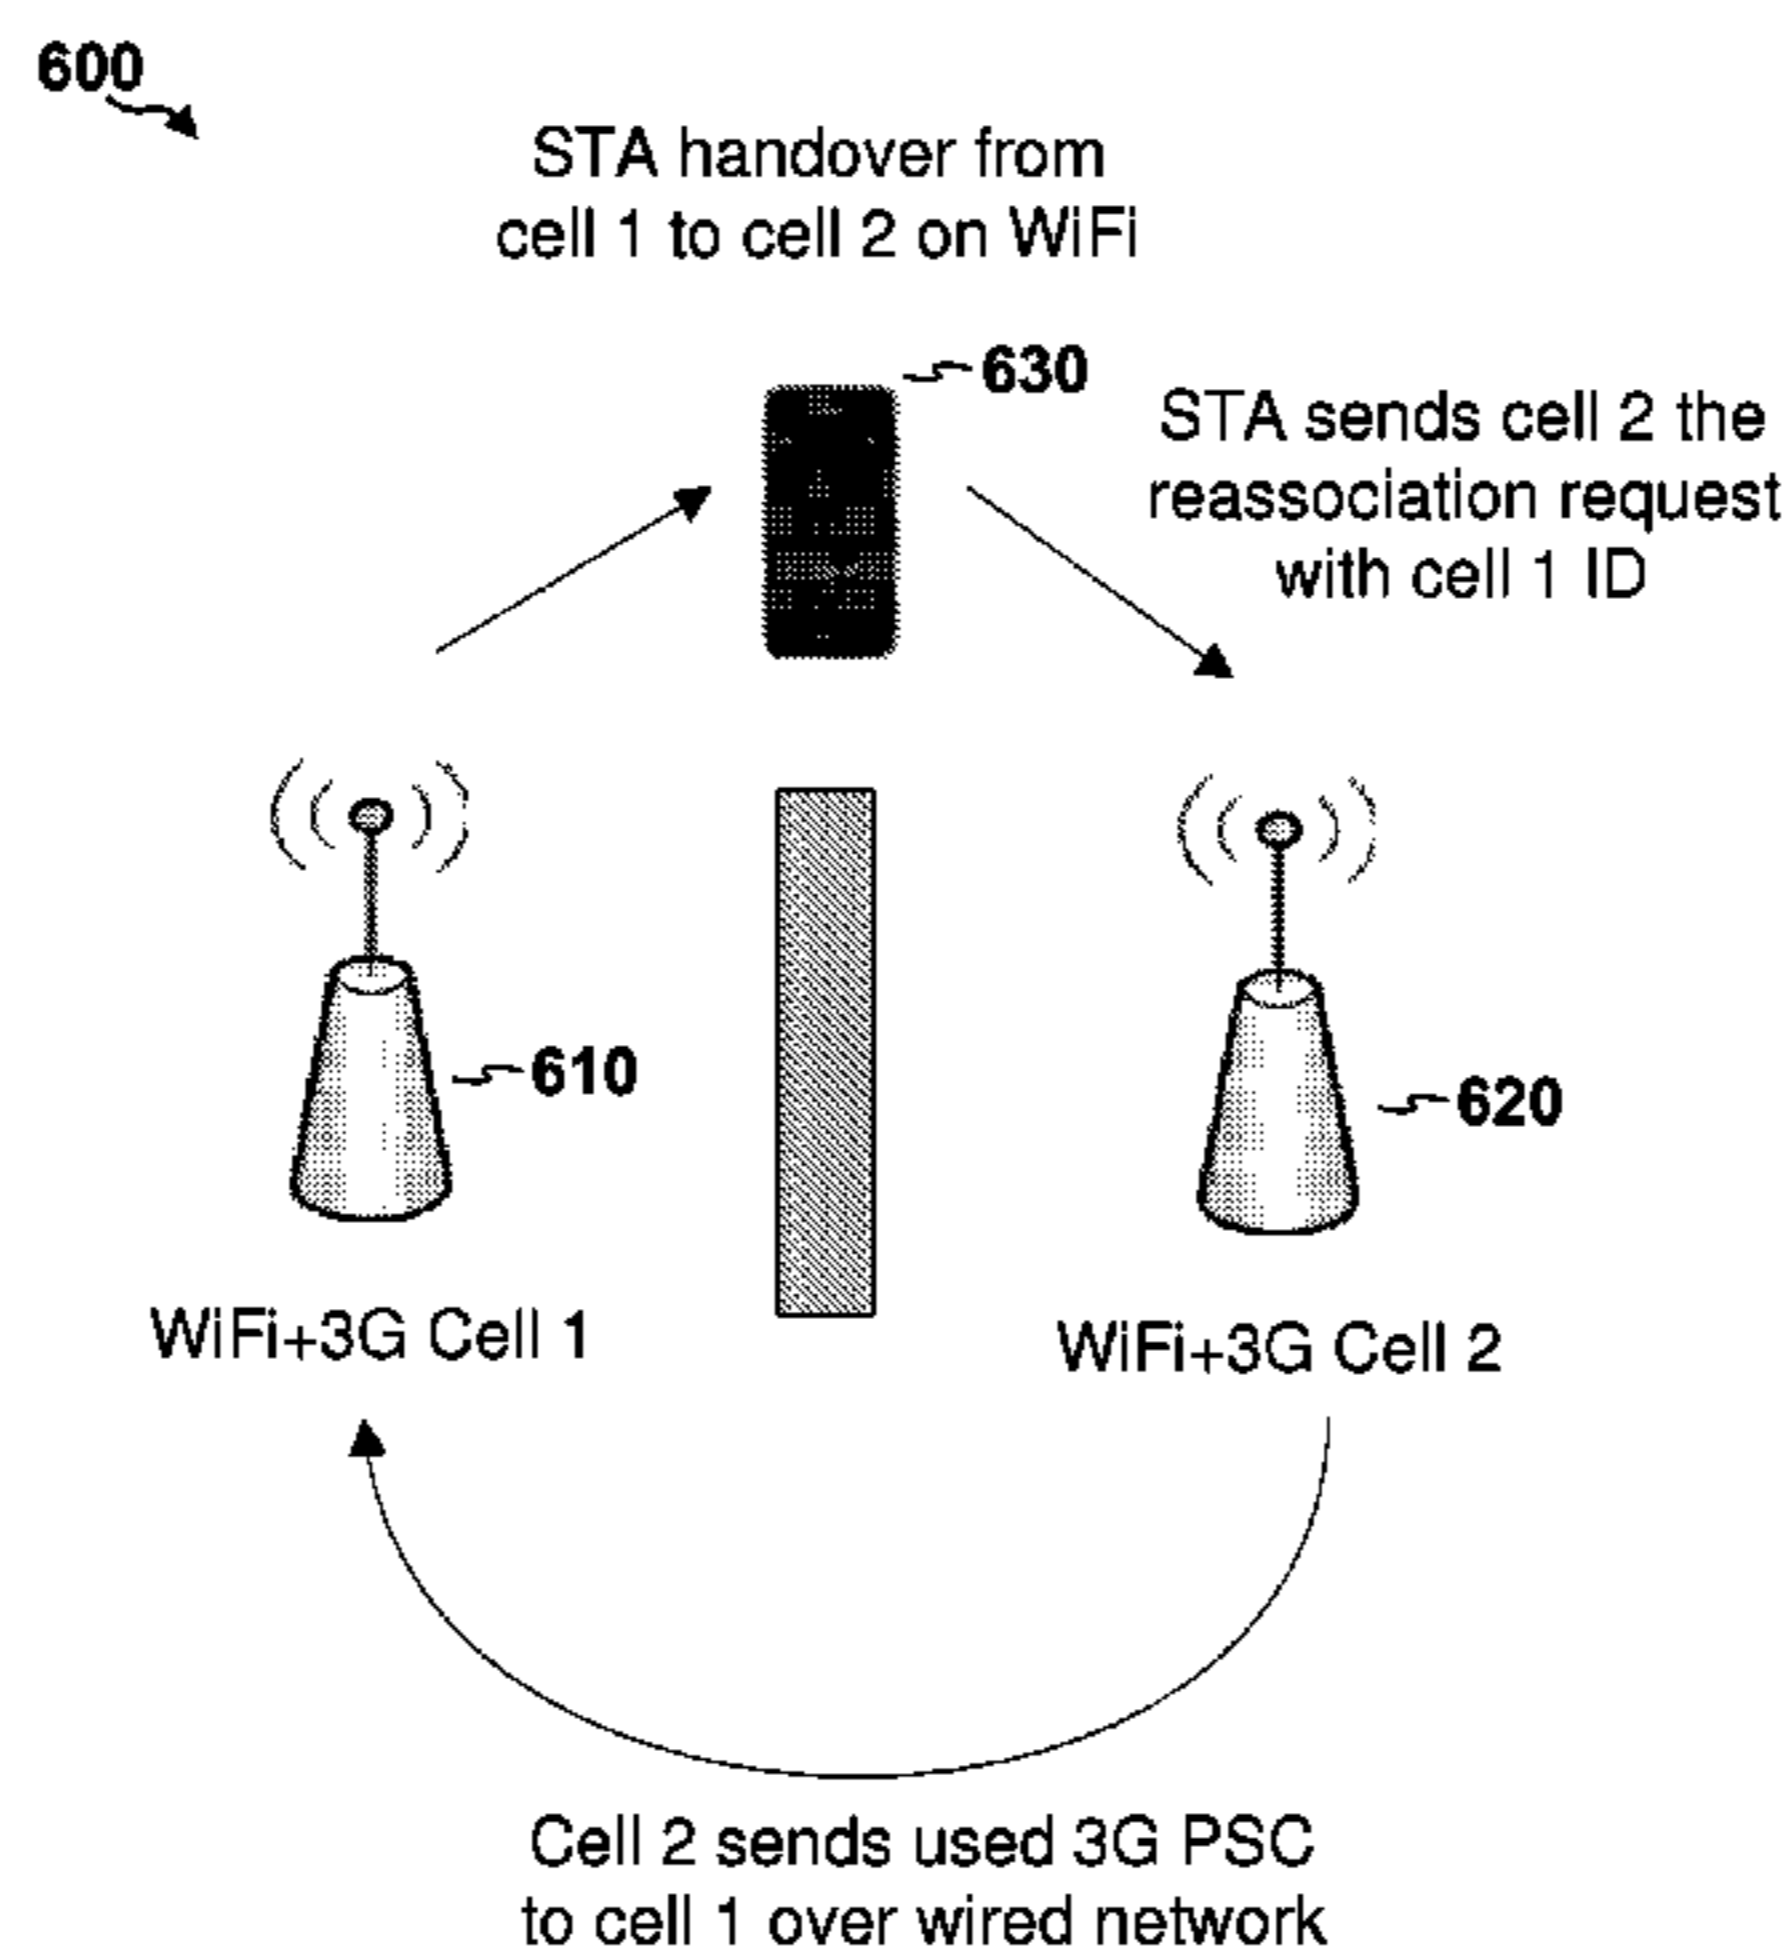 600
STA handover from
cell 1 to cell 2 on WiFi
630
STA sends cell 2 the
reassociation request
with cell 1 ID
610
620
WiFi+3G Cell 1
WiFi+3G Cell 2
Cell 2 sends used 3G PSC
to cell 1 over wired network